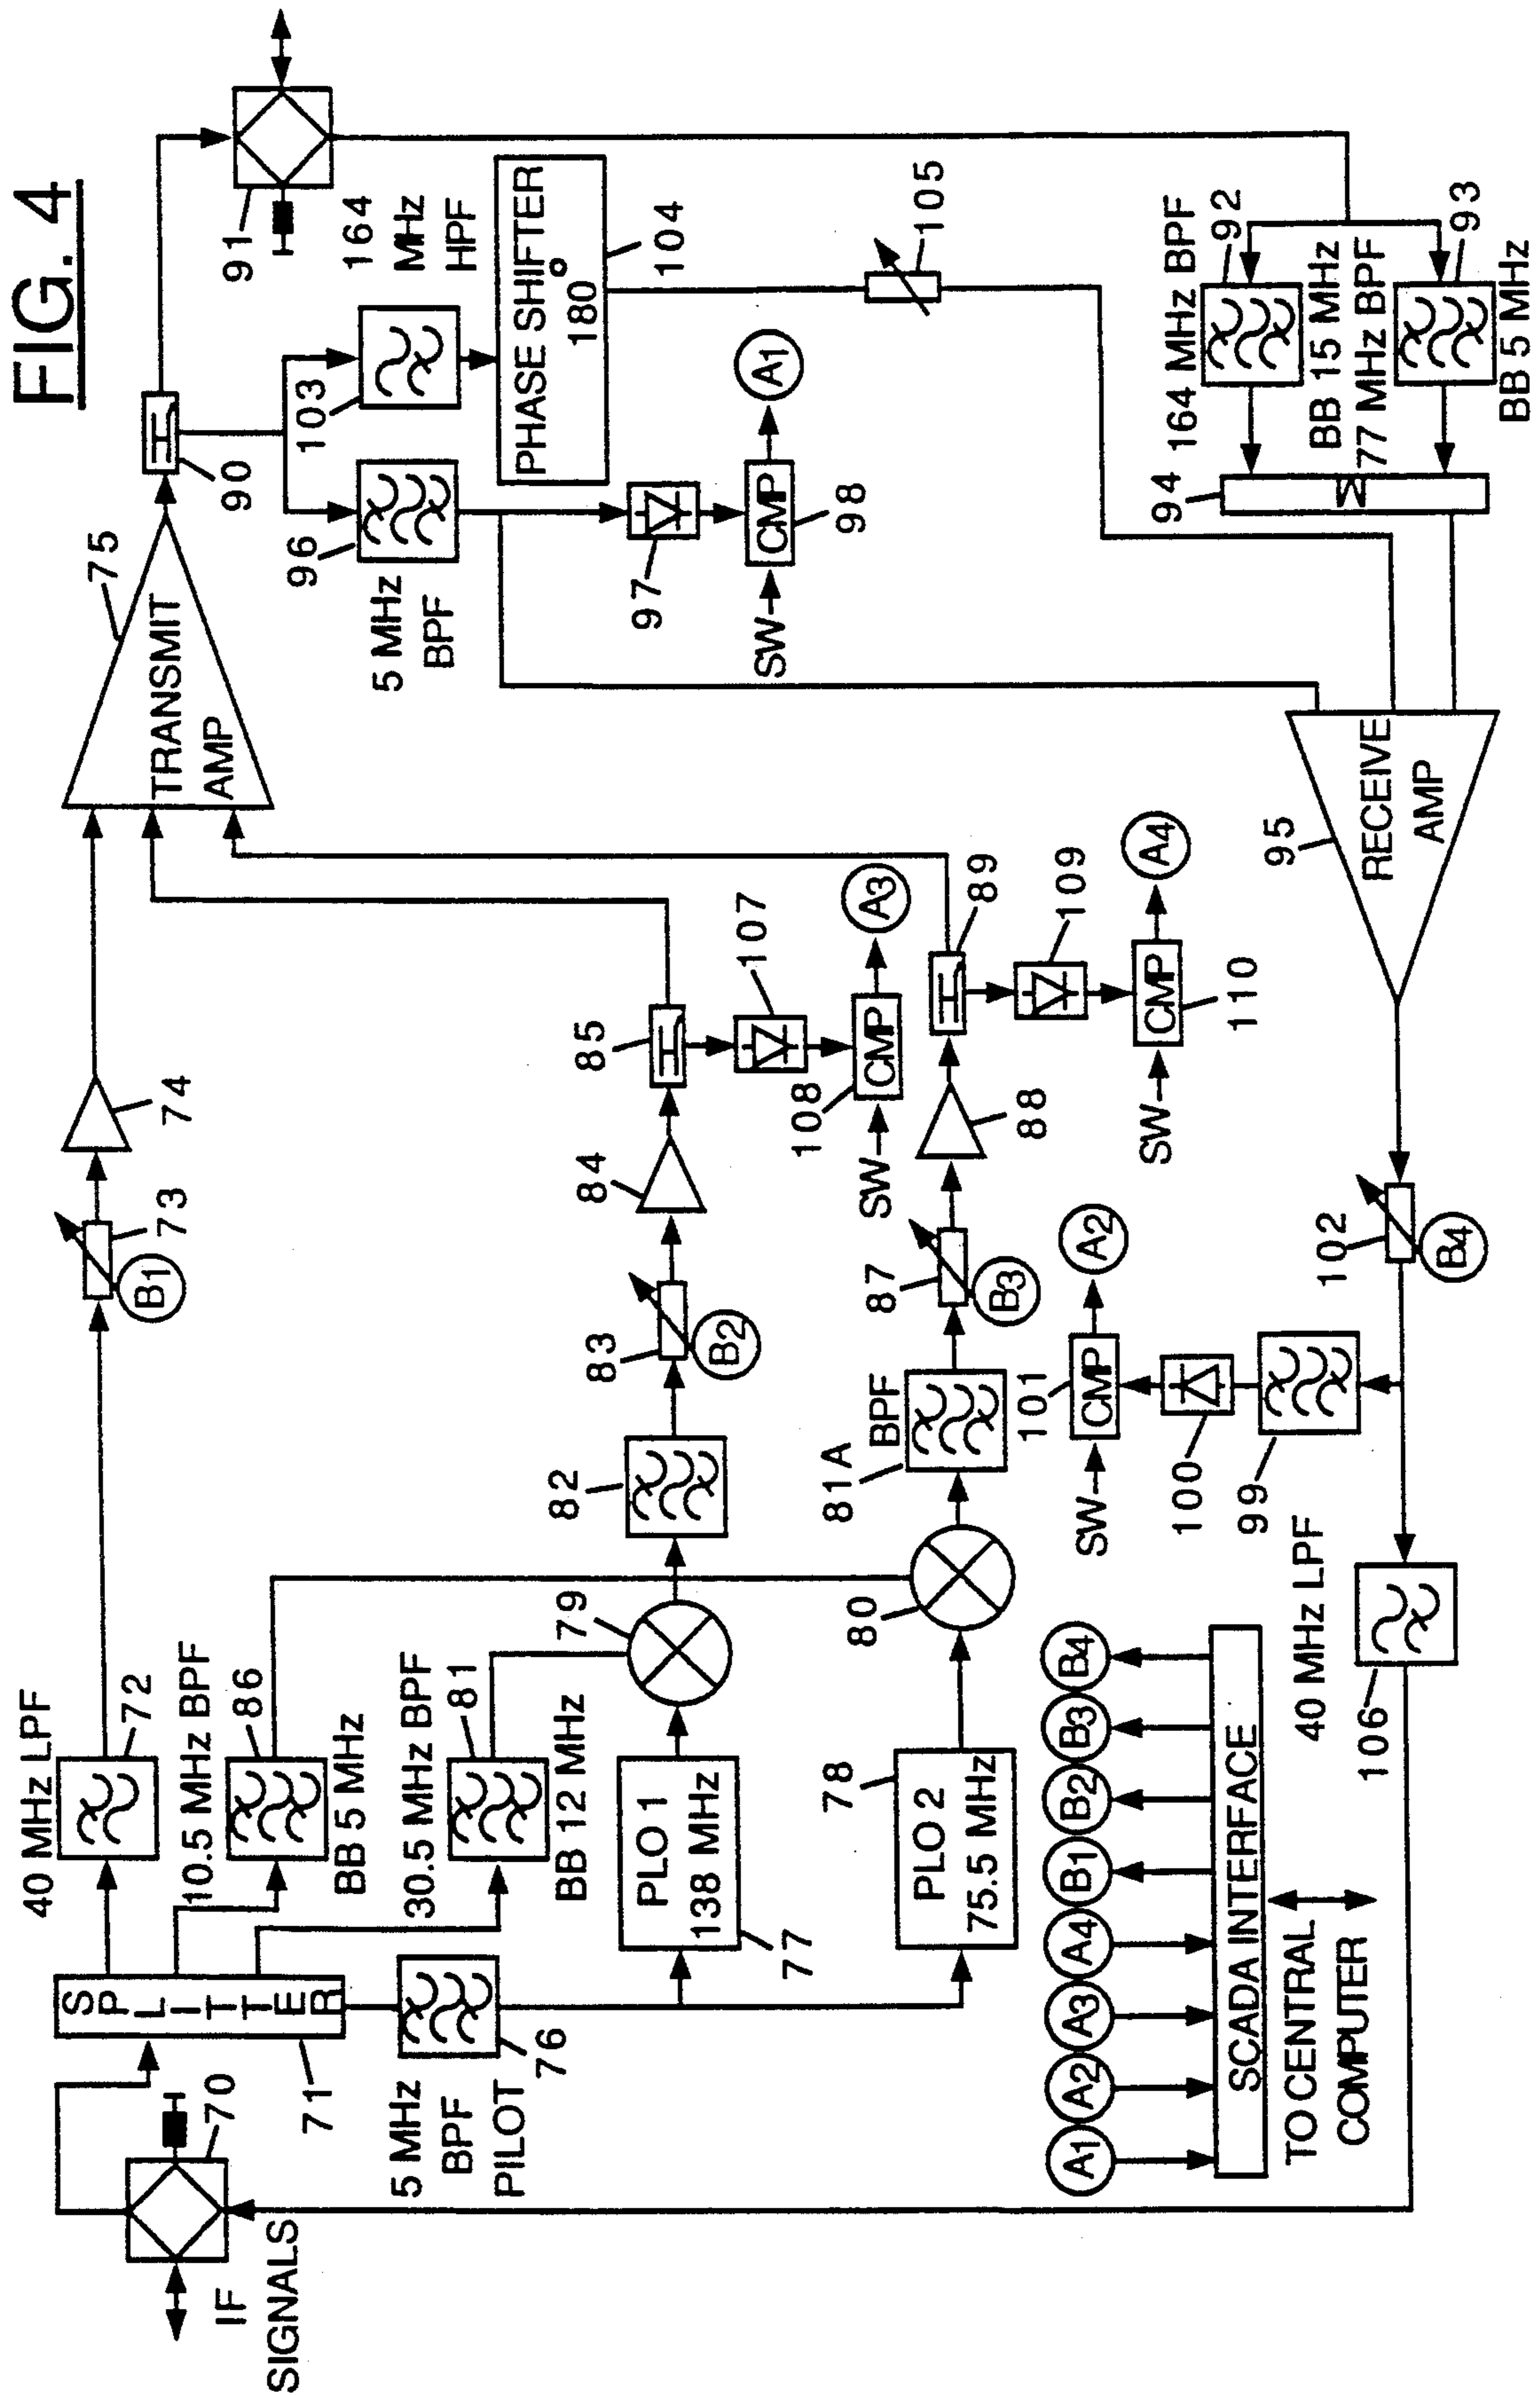 FIG. 4
IF
SIGNALS
70
SPLITTER
71
40 MHz LPF
72
10.5 MHz BPF
86
BB 5 MHz
30.5 MHz BPF
81
BB 12 MHz
5 MHz
BPF
PILOT
76
PLO 1
138 MHz
77
PLO 2
75.5 MHz
78
79
80
82
81A
BPF
73
B1
83
B2
87
B3
74
84
88
85
89
107
108
CMP
SW
A3
109
110
CMP
SW
A4
75
TRANSMIT
AMP
90
91
96
5 MHz
BPF
103
164
MHz
HPF
PHASE SHIFTER
180°
104
105
97
98
CMP
SW
A1
164 MHz BPF
92
BB 15 MHz
77 MHz BPF
93
BB 5 MHz
94
Σ
95
RECEIVE
AMP
102
B4
99
100
101
CMP
SW
A2
40 MHz LPF
106
A1
A2
A3
A4
B1
B2
B3
B4
SCADA INTERFACE
TO CENTRAL
COMPUTER